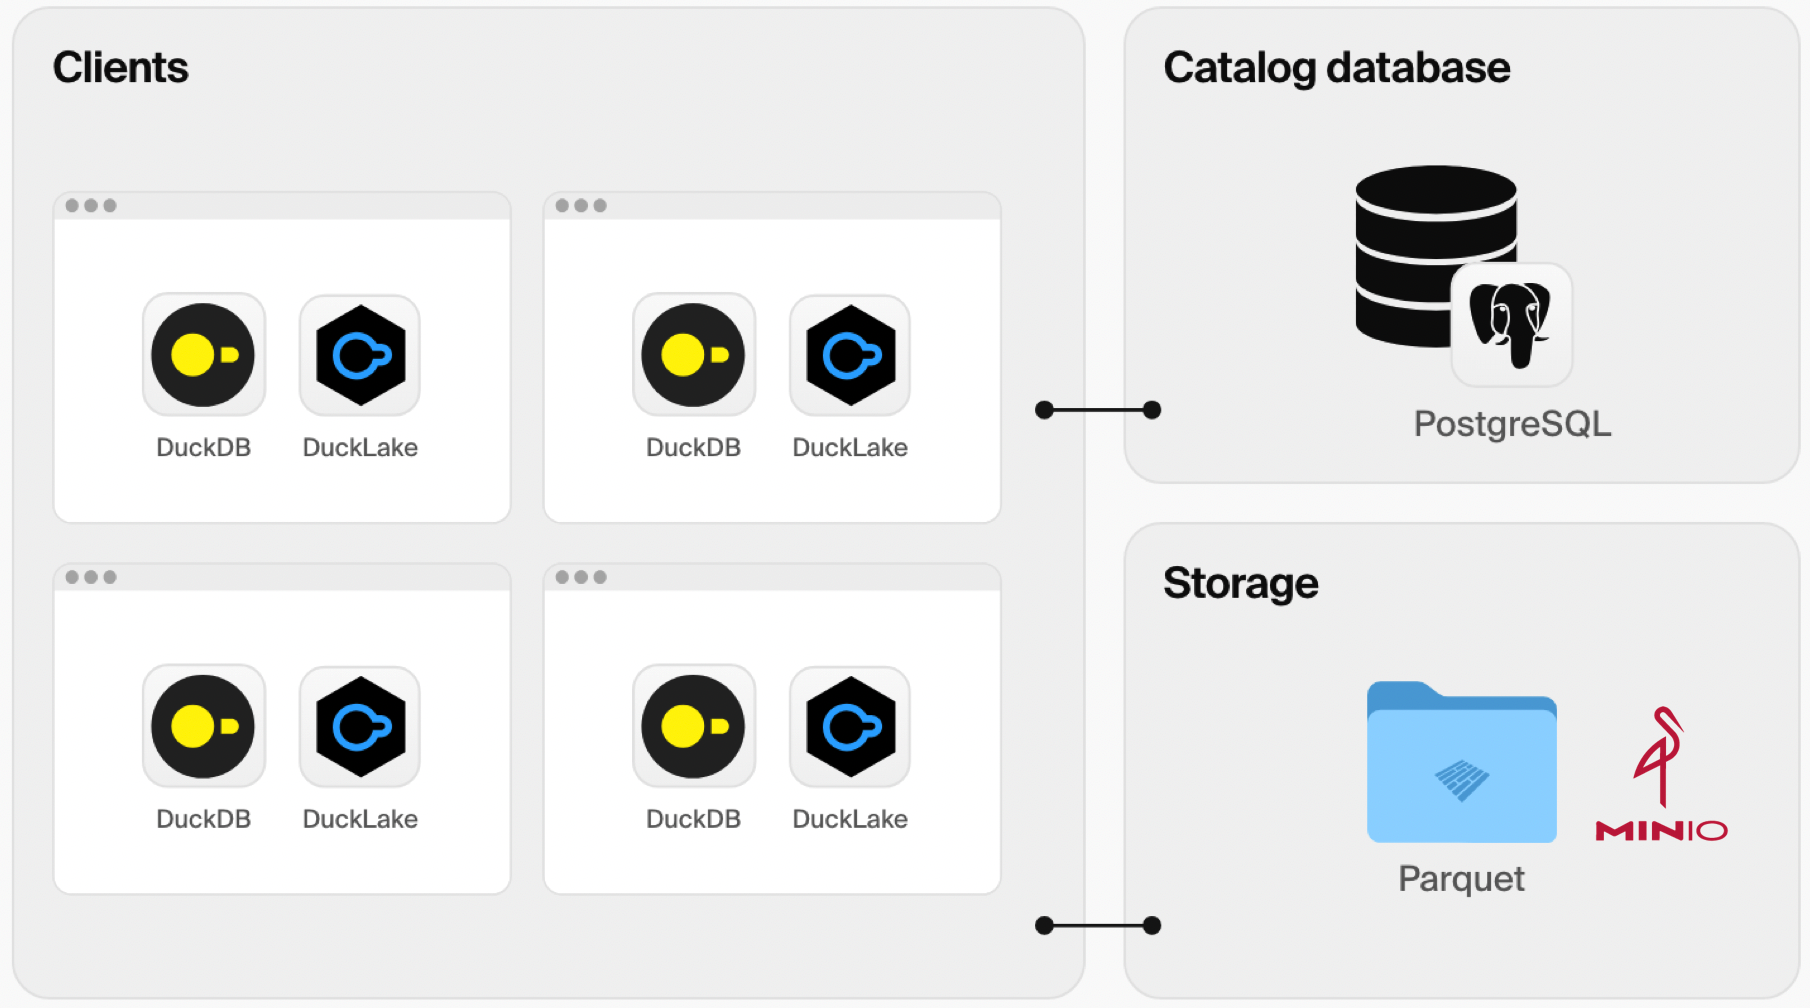 Clients
DuckDB
DuckLake
DuckDB
DuckLake
DuckDB
DuckLake
DuckDB
DuckLake
Catalog database
PostgreSQL
Storage
Parquet
MINIO